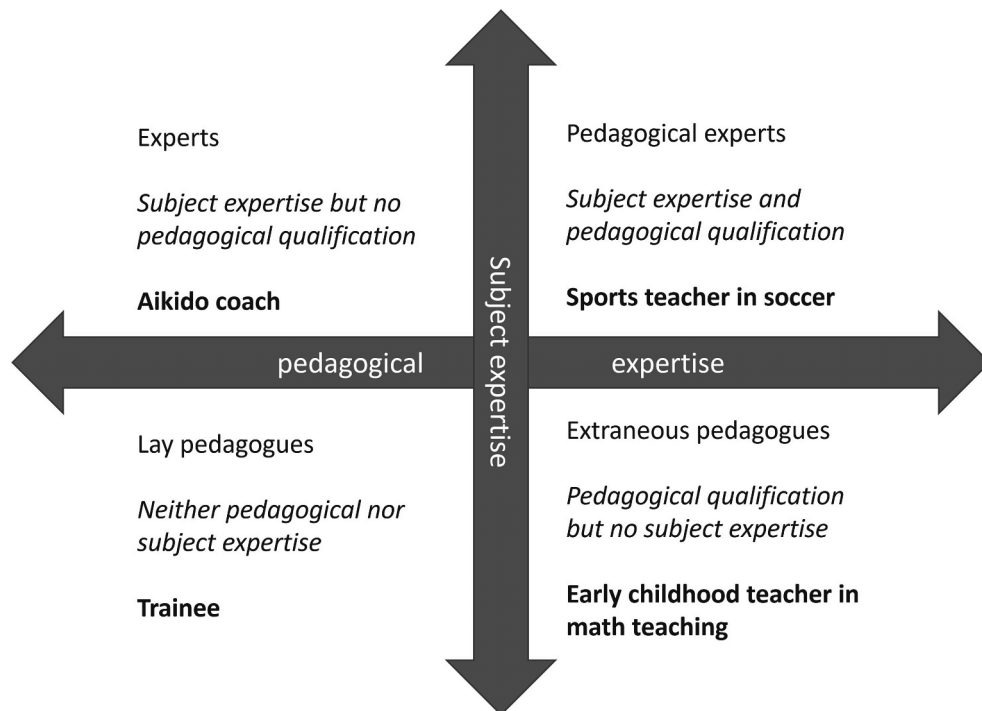 Experts
Subject expertise but no
pedagogical qualification
Aikido coach
Pedagogical experts
Subject expertise and
pedagogical qualification
Sports teacher in soccer
Subject expertise
pedagogical expertise
Lay pedagogues
Neither pedagogical nor
subject expertise
Trainee
Extraneous pedagogues
Pedagogical qualification
but no subject expertise
Early childhood teacher in
math teaching